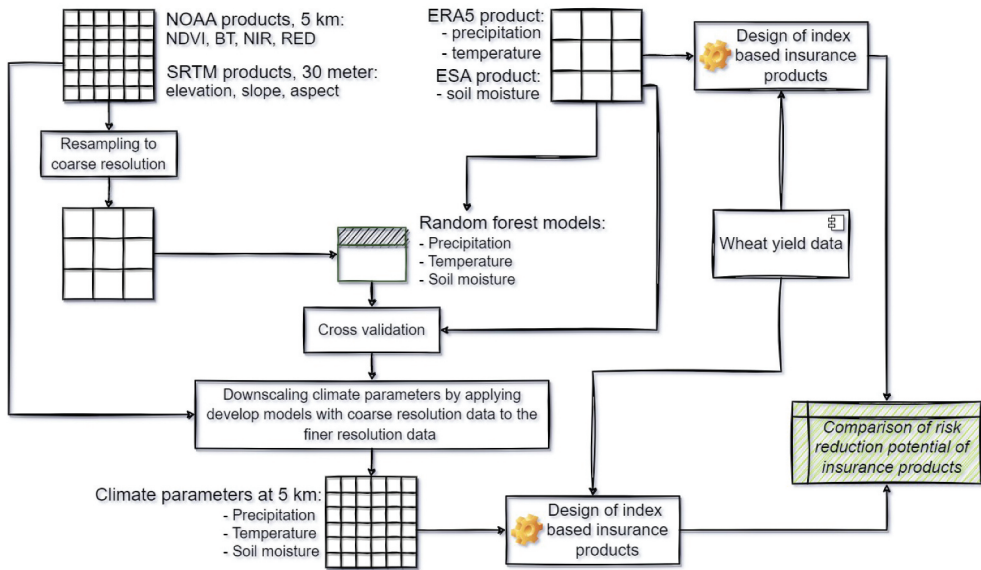 NOAA products, 5 km:
NDVI, BT, NIR, RED
SRTM products, 30 meter:
elevation, slope, aspect
ERA5 product:
- precipitation
- temperature
ESA product:
- soil moisture
Design of index
based insurance
products
Resampling to
coarse resolution
Random forest models:
- Precipitation
- Temperature
- Soil moisture
Wheat yield data
Cross validation
Downscaling climate parameters by applying
develop models with coarse resolution data to the
finer resolution data
Comparison of risk
reduction potential of
insurance products
Climate parameters at 5 km:
- Precipitation
- Temperature
- Soil moisture
Design of index
based insurance
products